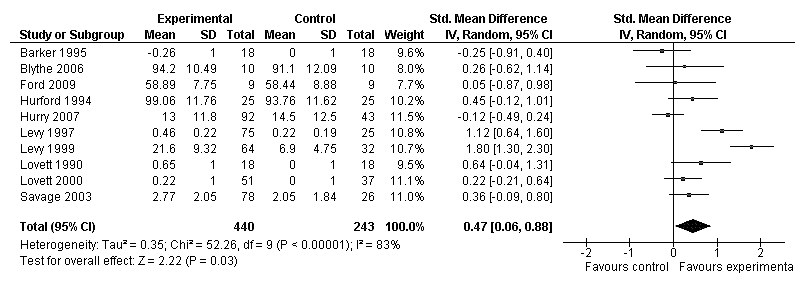 Experimental Control Std. Mean Difference Std. Mean Difference
Study or Subgroup Mean SD Total Mean SD Total Weight IV, Random, 95% CI IV, Random, 95% CI
Barker 1995 -0.26 1 18 0 1 18 9.6% -0.25 [-0.91, 0.40]
Blythe 2006 94.2 10.49 10 91.1 12.09 10 8.0% 0.26 [-0.62, 1.14]
Ford 2009 58.89 7.75 9 58.44 8.88 9 7.7% 0.05 [-0.87, 0.98]
Hurford 1994 99.06 11.76 25 93.76 11.62 25 10.2% 0.45 [-0.12, 1.01]
Hurry 2007 13 11.8 92 14.5 12.5 43 11.4% -0.12 [-0.49, 0.24]
Levy 1997 0.46 0.22 75 0.22 0.19 25 10.7% 1.12 [0.64, 1.60]
Levy 1999 21.6 9.32 64 6.9 4.75 32 10.7% 1.80 [1.30, 2.30]
Lovett 1990 0.65 1 18 0 1 18 9.4% 0.64 [-0.04, 1.31]
Lovett 2000 0.22 1 51 0 1 37 11.1% 0.22 [-0.21, 0.64]
Savage 2003 2.77 2.05 78 2.05 1.84 26 11.0% 0.36 [-0.09, 0.80]
Total (95% CI) 440 243 100.0% 0.47 [0.06, 0.88]
Heterogeneity: Tau² = 0.35; Chi² = 52.26, df = 9 (P < 0.00001); I² = 83%
Test for overall effect: Z = 2.22 (P = 0.03)
-2 -1 0 1 2
Favours control Favours experimenta